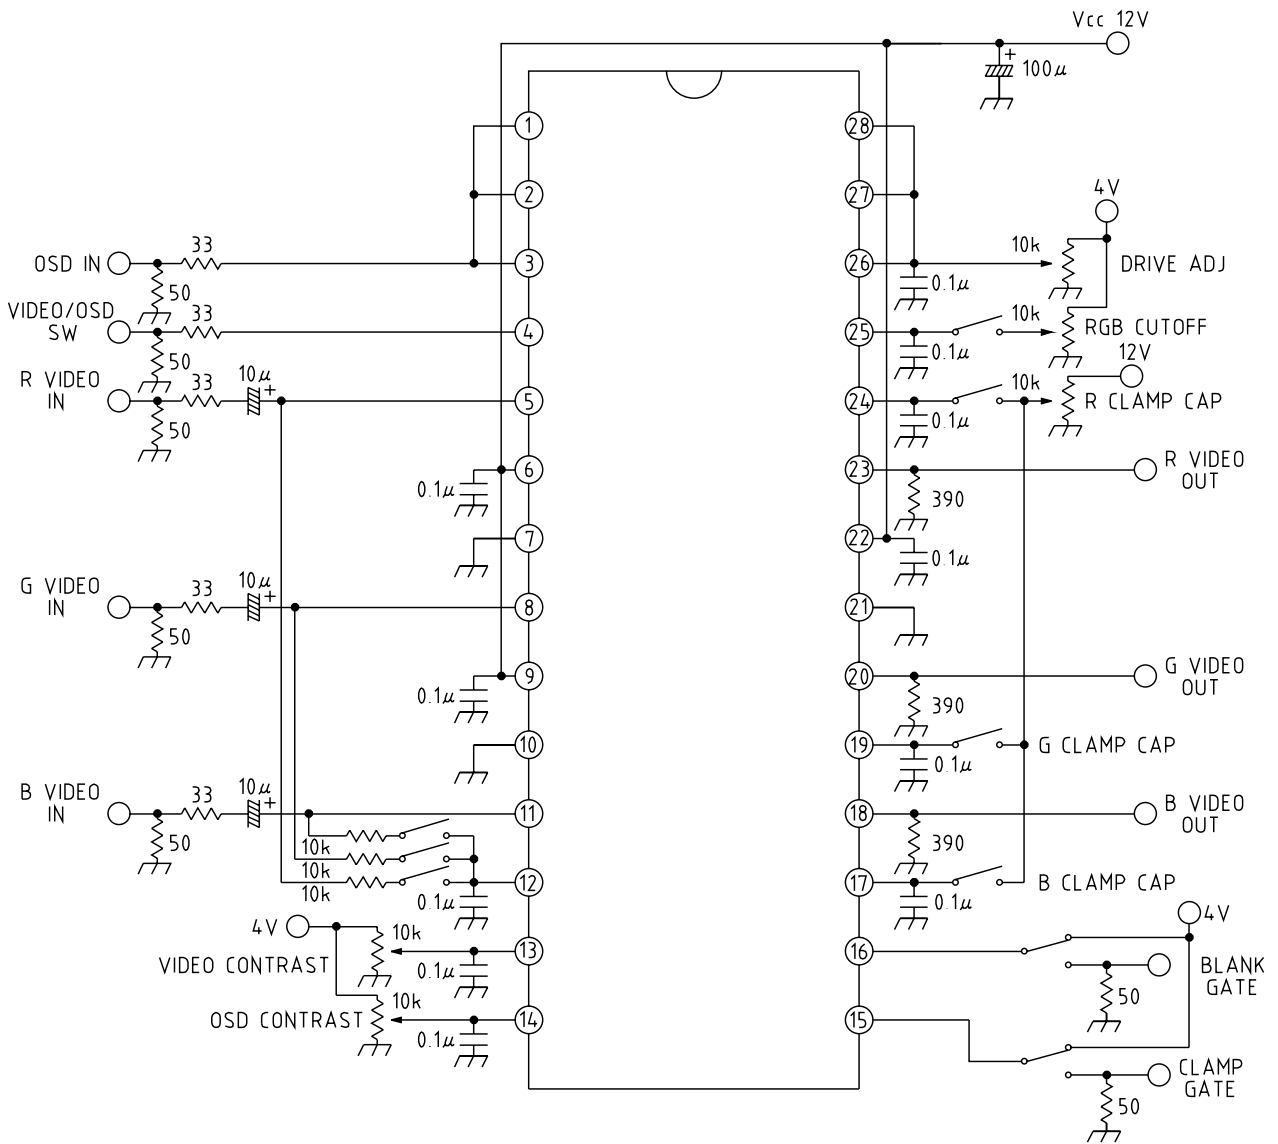 Vcc 12V
100μ
1
28
2
27
4V
33
10k
OSD IN
3
26
DRIVE ADJ
50
0.1μ
VIDEO/OSD
SW
33
4
25
10k
RGB CUTOFF
50
0.1μ
12V
R VIDEO
IN
33
10μ
+
5
24
10k
R CLAMP CAP
50
0.1μ
6
23
R VIDEO
OUT
0.1μ
390
7
22
0.1μ
G VIDEO
IN
33
10μ
+
8
21
50
9
20
G VIDEO
OUT
0.1μ
390
10
19
G CLAMP CAP
0.1μ
B VIDEO
IN
33
10μ
+
11
18
B VIDEO
OUT
50
10k
390
10k
10k
12
17
B CLAMP CAP
0.1μ
0.1μ
4V
4V
10k
13
16
VIDEO CONTRAST
0.1μ
BLANK
GATE
50
10k
OSD CONTRAST
14
15
0.1μ
CLAMP
GATE
50
+